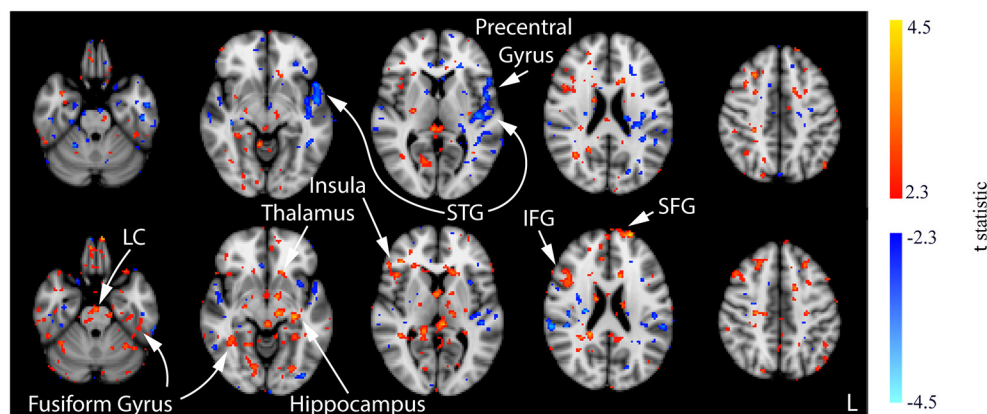 Precentral
Gyrus
4.5
2.3
-2.3
-4.5
t statistic
Insula
Thalamus
STG
IFG
SFG
LC
Fusiform Gyrus
Hippocampus
L